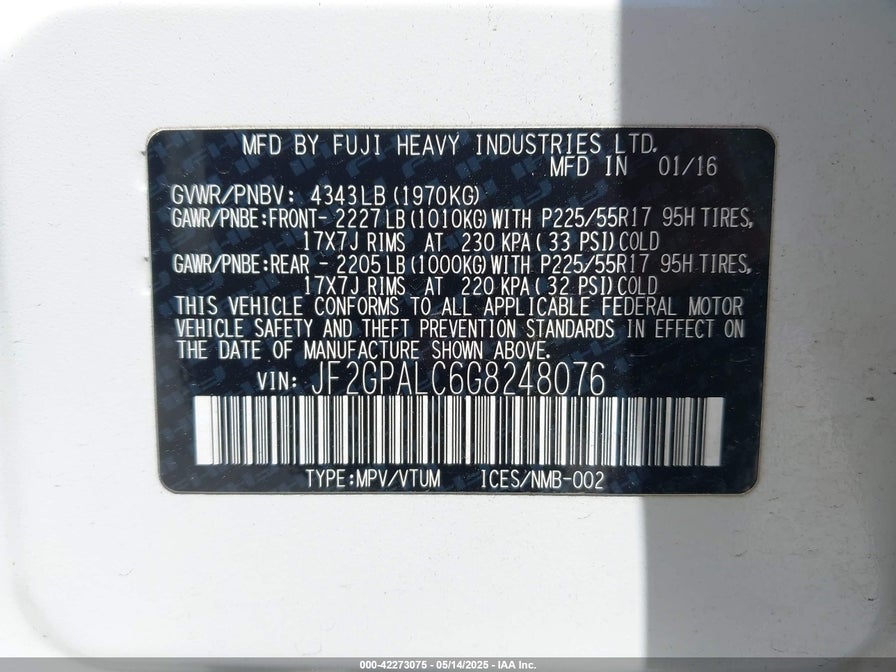 MFD BY FUJI HEAVY INDUSTRIES LTD.
MFD IN 01/16
GVWR/PNBV: 4343LB (1970KG)
GAWR/PNBE:FRONT- 2227LB (1010KG) WITH P225/55R17 95H TIRES,
17X7J RIMS AT 230 KPA ( 33 PSI) COLD
GAWR/PNBE:REAR - 2205LB (1000KG) WITH P225/55R17 95H TIRES,
17X7J RIMS AT 220 KPA ( 32 PSI) COLD
THIS VEHICLE CONFORMS TO ALL APPLICABLE FEDERAL MOTOR
VEHICLE SAFETY AND THEFT PREVENTION STANDARDS IN EFFECT ON
THE DATE OF MANUFACTURE SHOWN ABOVE.
VIN: JF2GPALC6G8248076
TYPE:MPV/VTUM ICES/NMB-002
000-42273075 - 05/14/2025 - IAA Inc.